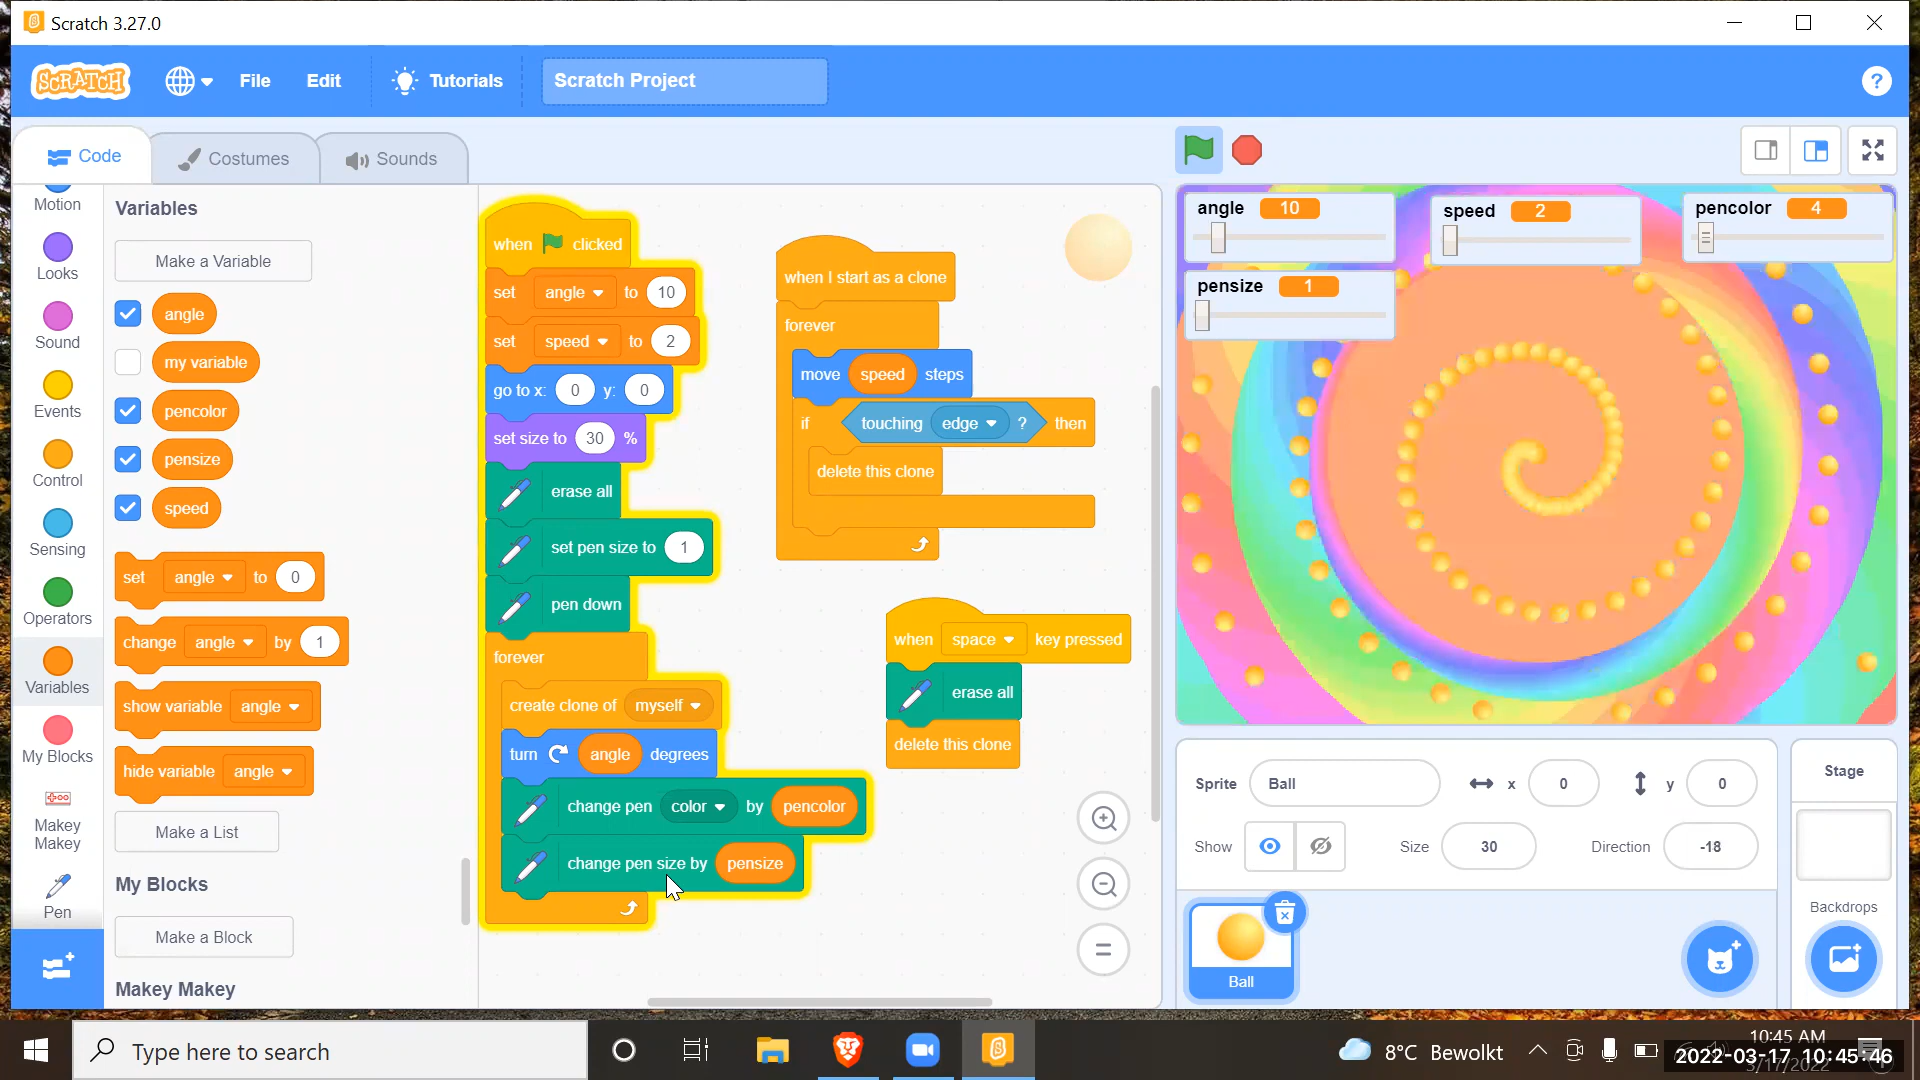 Scratch 3.27.0
SCRATCH
File
Edit
Tutorials
Scratch Project
?
Code
Costumes
Sounds
Motion
Looks
Sound
Events
Control
Sensing
Operators
Variables
My Blocks
Makey
Makey
Pen
Variables
Make a Variable
angle
my variable
pencolor
pensize
speed
set angle to 0
change angle by 1
show variable angle
hide variable angle
Make a List
My Blocks
Make a Block
Makey Makey
when clicked
set angle to 10
set speed to 2
go to x: 0 y: 0
set size to 30 %
erase all
set pen size to 1
pen down
forever
create clone of myself
turn angle degrees
change pen color by pencolor
change pen size by pensize
when I start as a clone
forever
move speed steps
if touching edge ? then
delete this clone
when space key pressed
erase all
delete this clone
angle 10
speed 2
pencolor 4
pensize 1
Sprite Ball x 0 y 0
Show Size 30 Direction -18
Ball
Stage
Backdrops
Type here to search
8°C Bewolkt
10:45 AM
3/17/2022
2022-03-17 10:45:46